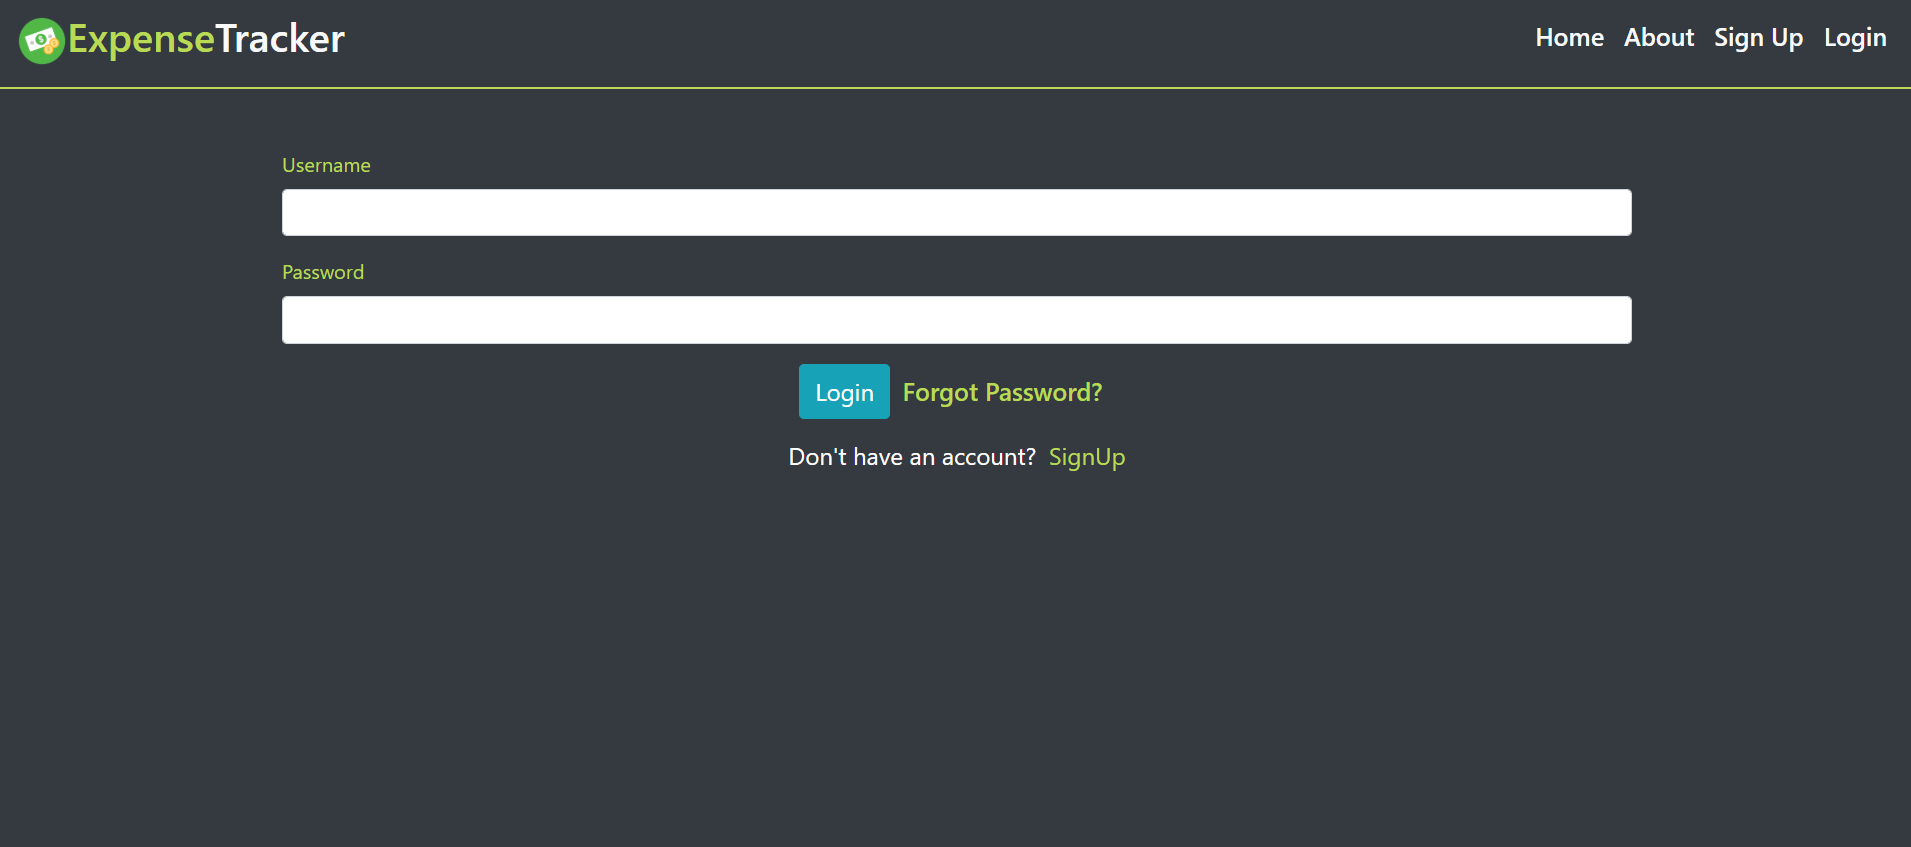 ExpenseTracker
Home About Sign Up Login
Username
Password
Login Forgot Password?
Don't have an account? SignUp